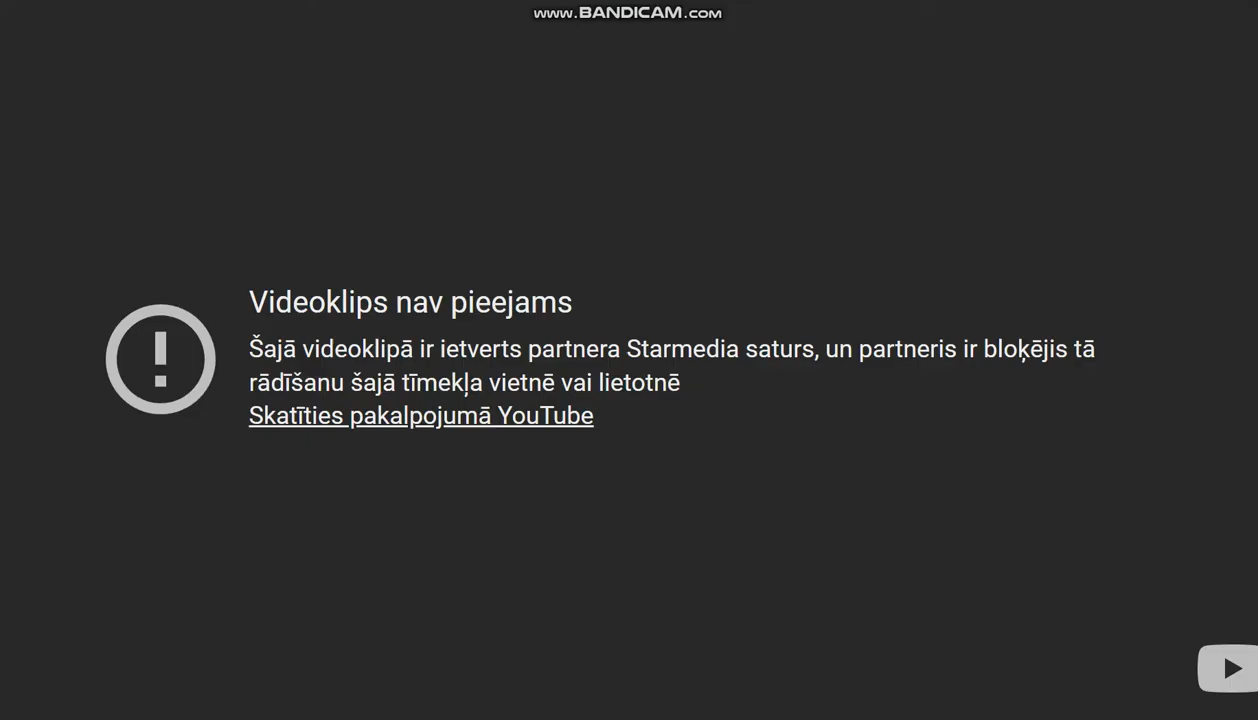 www.BANDICAM.com
Videoklips nav pieejams
Šajā videoklipā ir ietverts partnera Starmedia saturs, un partneris ir bloķējis tā
rādīšanu šajā tīmekļa vietnē vai lietotnē
Skatīties pakalpojumā YouTube